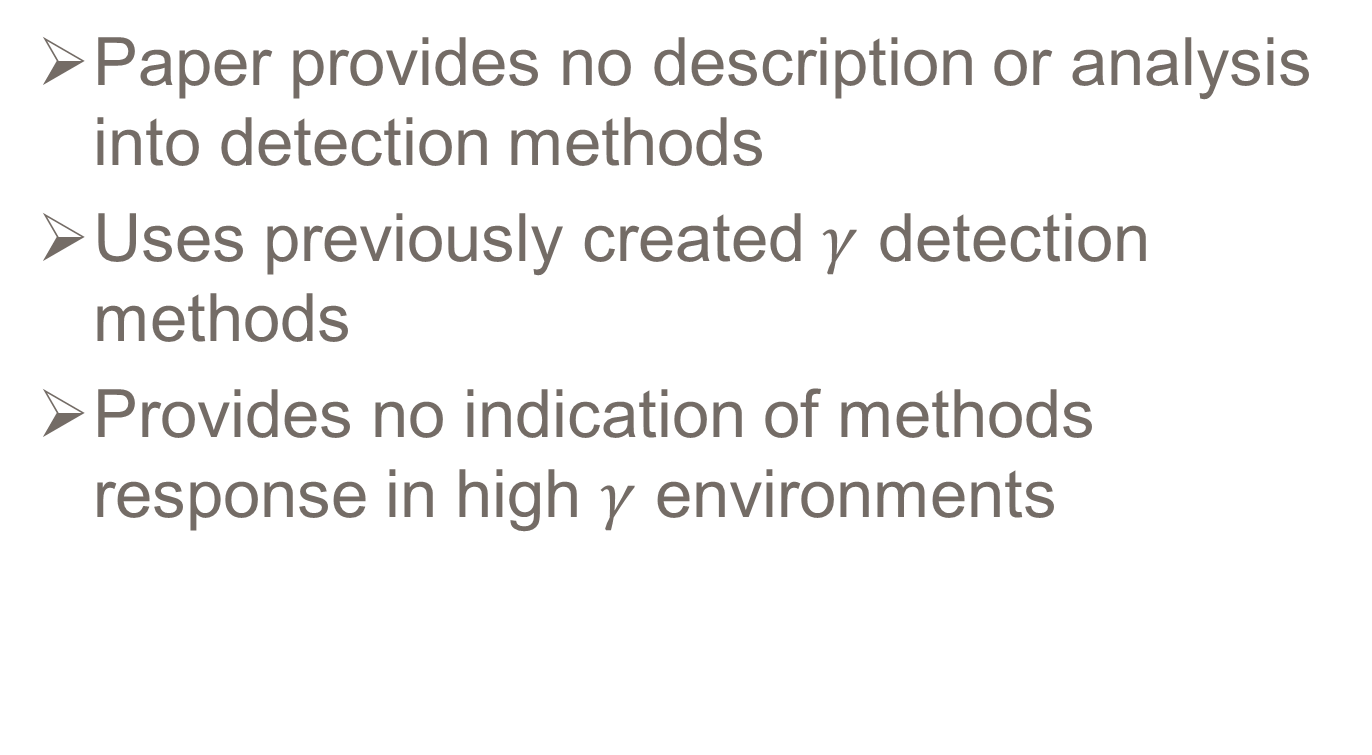 ➢Paper provides no description or analysis
into detection methods
➢Uses previously created 𝛾 detection
methods
➢Provides no indication of methods
response in high 𝛾 environments